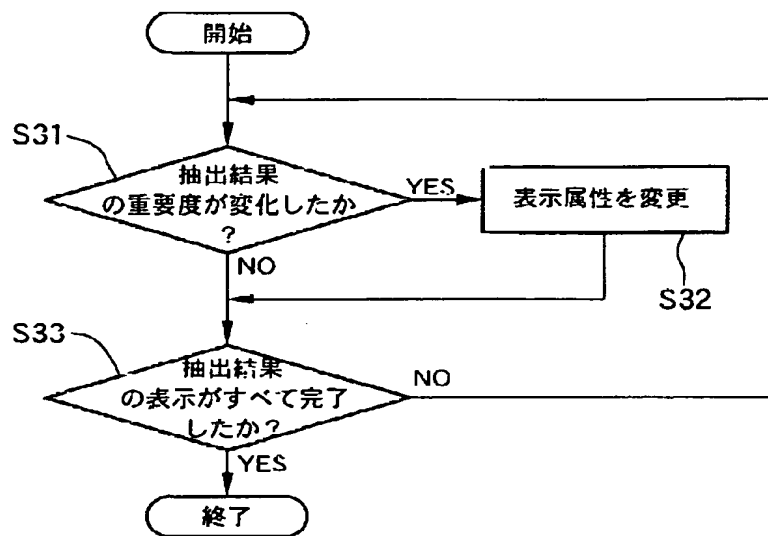 開始
S31
抽出結果
の重要度が変化したか
?
YES
表示属性を変更
S32
NO
S33
抽出結果
の表示がすべて完了
したか?
NO
YES
終了